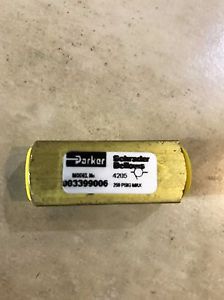 Parker
Schrader
Bellows
MODEL No.
4205
003399006
250 PSIG MAX